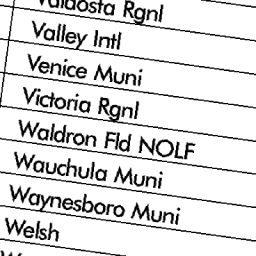 Valdosta Rgnl
Valley Intl
Venice Muni
Victoria Rgnl
Waldron Fld NOLF
Wauchula Muni
Waynesboro Muni
Welsh